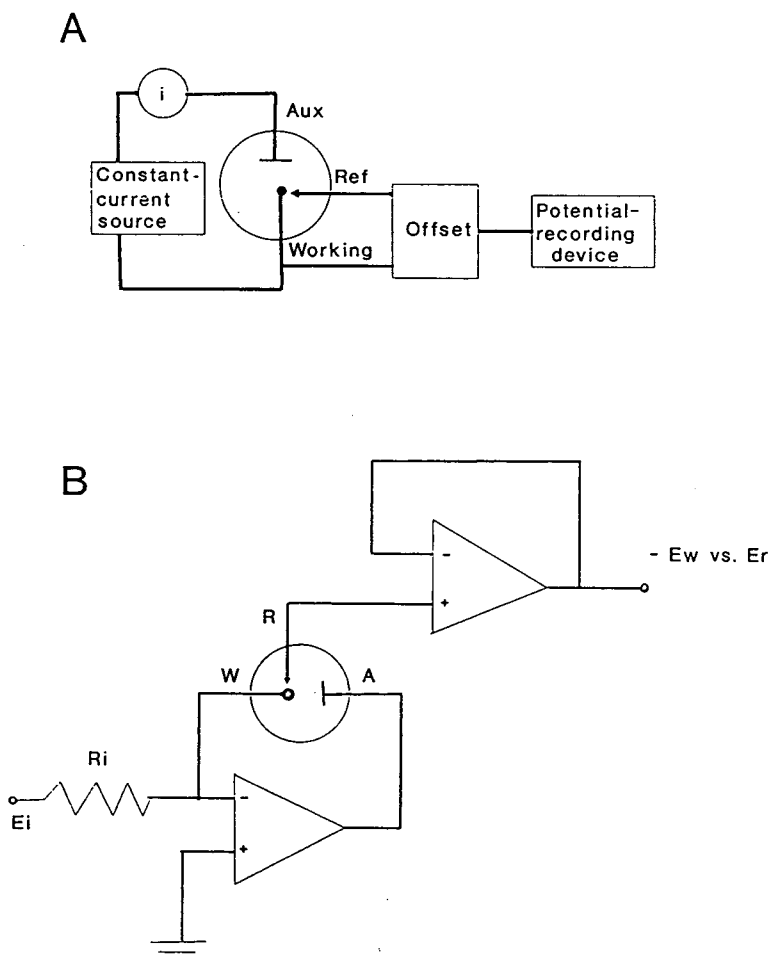 A
i
Aux
Constant-
current
source
Ref
Working
Offset
Potential-
recording
device
B
- Ew vs. Er
-
+
R
W
A
Ri
Ei
-
+